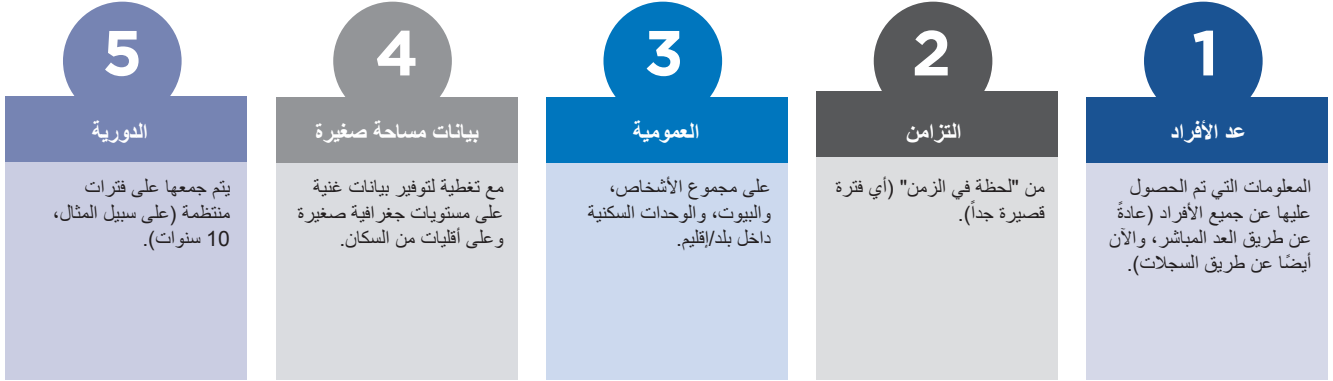 1
عد الأفراد
المعلومات التي تم الحصول
عليها عن جميع الأفراد (عادةً
عن طريق العد المباشر، والآن
أيضًا عن طريق السجلات).
2
التزامن
من "لحظة في الزمن" (أي فترة
قصيرة جداً).
3
العمومية
على مجموع الأشخاص،
والبيوت، والوحدات السكنية
داخل بلد/إقليم.
4
بيانات مساحة صغيرة
مع تغطية لتوفير بيانات غنية
على مستويات جغرافية صغيرة
وعلى أقليات من السكان.
5
الدورية
يتم جمعها على فترات
منتظمة (على سبيل المثال،
10 سنوات).